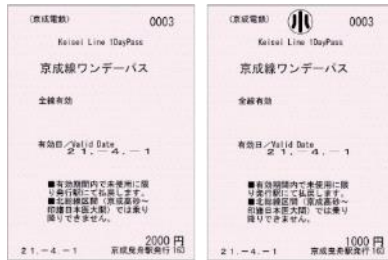 (京成電鉄) 0003
Keisei Line 1DayPass
京成線ワンデーパス
全線有効
有効日/Valid Date
21.-4.-1
■有効期間内で未使用に限
り発行駅にて払戻します。
■北総線区間(京成高砂~
印旛日本医大間)では乗り
降りできません。
2000円
21.-4.-1 京成曳舟駅発行
(京成電鉄) 小 0003
Keisei Line 1DayPass
京成線ワンデーパス
全線有効
有効日/Valid Date
21.-4.-1
■有効期間内で未使用に限
り発行駅にて払戻します。
■北総線区間(京成高砂~
印旛日本医大間)では乗り
降りできません。
1000円
21.-4.-1 京成曳舟駅発行